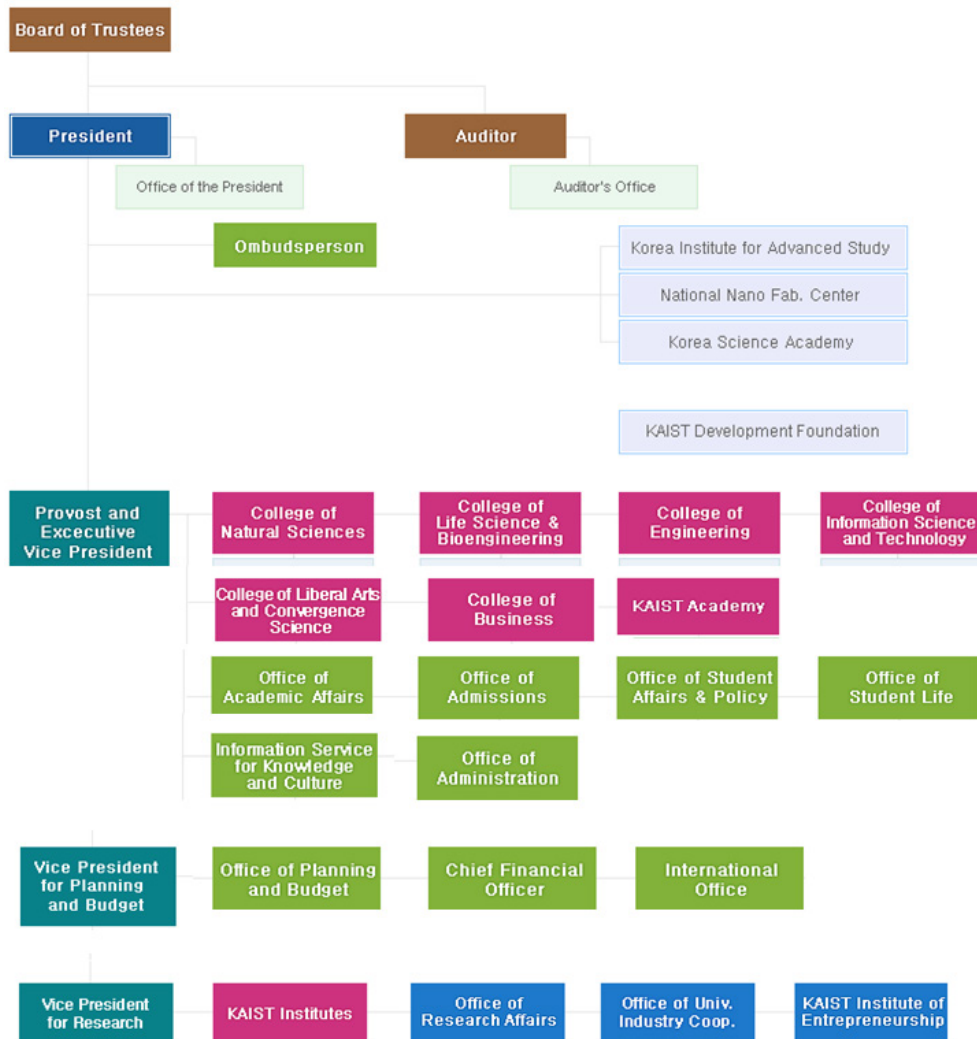 Board of Trustees
President
Auditor
Office of the President
Auditor's Office
Ombudsperson
Korea Institute for Advanced Study
National Nano Fab. Center
Korea Science Academy
KAIST Development Foundation
Provost and
Excecutive
Vice President
College of
Natural Sciences
College of
Life Science &
Bioengineering
College of
Engineering
College of
Information Science
and Technology
College of Liberal Arts
and Convergence
Science
College of
Business
KAIST Academy
Office of
Academic Affairs
Office of
Admissions
Office of Student
Affairs & Policy
Office of
Student Life
Information Service
for Knowledge
and Culture
Office of
Administration
Vice President
for Planning
and Budget
Office of Planning
and Budget
Chief Financial
Officer
International
Office
Vice President
for Research
KAIST Institutes
Office of
Research Affairs
Office of Univ.
Industry Coop.
KAIST Institute of
Entrepreneurship